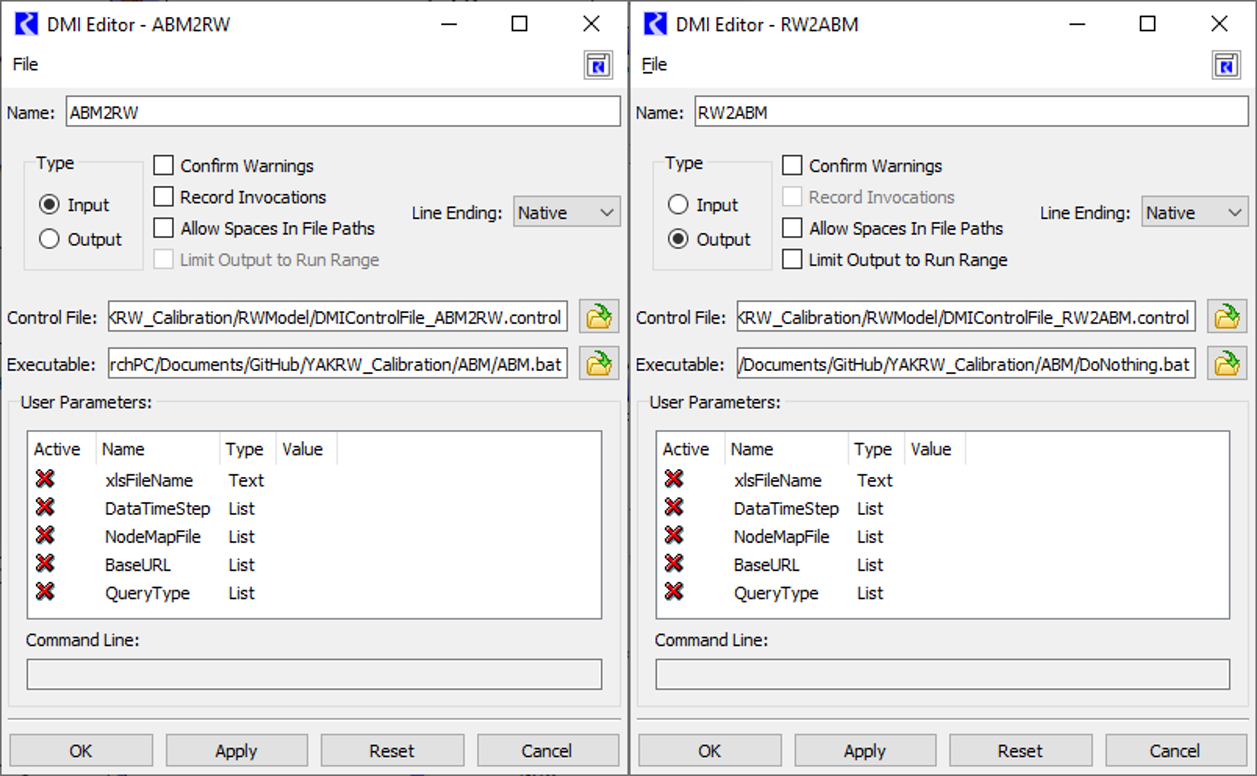 DMI Editor - ABM2RW
File
Name: ABM2RW
Type
Input
Output
Confirm Warnings
Record Invocations
Allow Spaces In File Paths
Limit Output to Run Range
Line Ending: Native
Control File: KRW_Calibration/RWModel/DMIControlFile_ABM2RW.control
Executable: rchPC/Documents/GitHub/YAKRW_Calibration/ABM/ABM.bat
User Parameters:
Active Name Type Value
xlsFileName Text
DataTimeStep List
NodeMapFile List
BaseURL List
QueryType List
Command Line:
OK Apply Reset Cancel
DMI Editor - RW2ABM
File
Name: RW2ABM
Type
Input
Output
Confirm Warnings
Record Invocations
Allow Spaces In File Paths
Limit Output to Run Range
Line Ending: Native
Control File: KRW_Calibration/RWModel/DMIControlFile_RW2ABM.control
Executable: /Documents/GitHub/YAKRW_Calibration/ABM/DoNothing.bat
User Parameters:
Active Name Type Value
xlsFileName Text
DataTimeStep List
NodeMapFile List
BaseURL List
QueryType List
Command Line:
OK Apply Reset Cancel